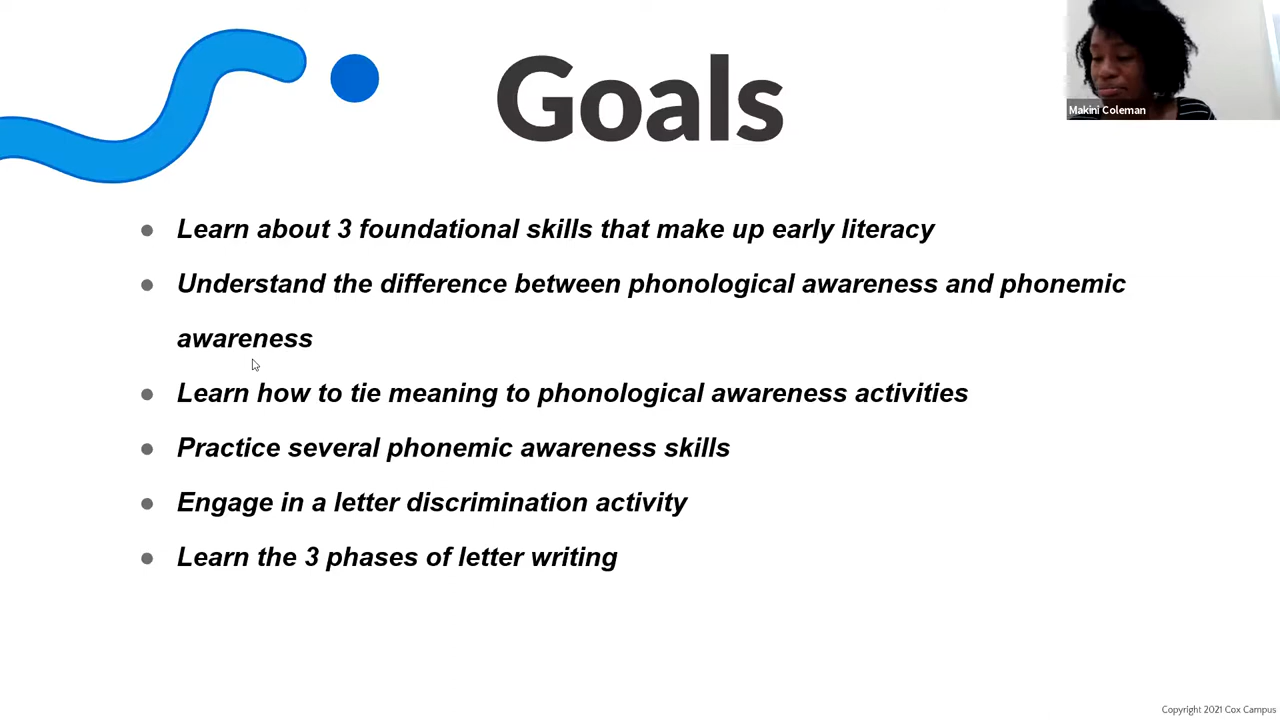 Goals
Makini Coleman
● Learn about 3 foundational skills that make up early literacy
● Understand the difference between phonological awareness and phonemic
awareness
● Learn how to tie meaning to phonological awareness activities
● Practice several phonemic awareness skills
● Engage in a letter discrimination activity
● Learn the 3 phases of letter writing
Copyright 2021 Cox Campus